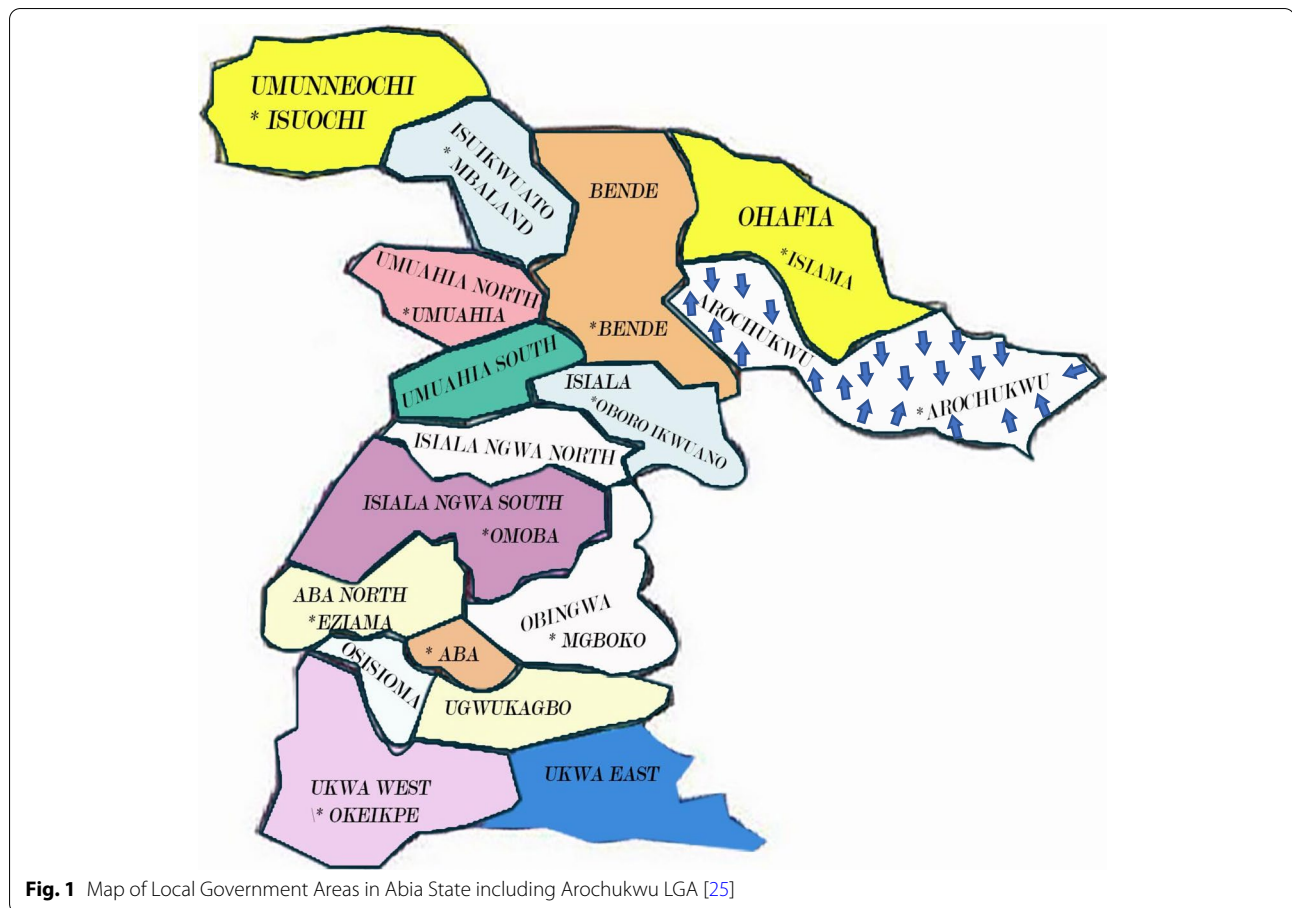 UMUNNEOCHI
* ISUOCHI
ISUIKWUATO
* MBALAND
BENDE
OHAFIA
*ISIAMA
UMUAHIA NORTH
*UMUAHIA
*BENDE
AROCHUKWU
*AROCHUKWU
UMUAHIA SOUTH
ISIALA
*OBORO IKWUANO
ISIALA NGWA NORTH
ISIALA NGWA SOUTH
*OMOBA
ABA NORTH
*EZIAMA
OBINGWA
* MGBOKO
OSISIOMA
* ABA
UGWUKAGBO
UKWA WEST
\* OKEIKPE
UKWA EAST
Fig. 1 Map of Local Government Areas in Abia State including Arochukwu LGA [25]